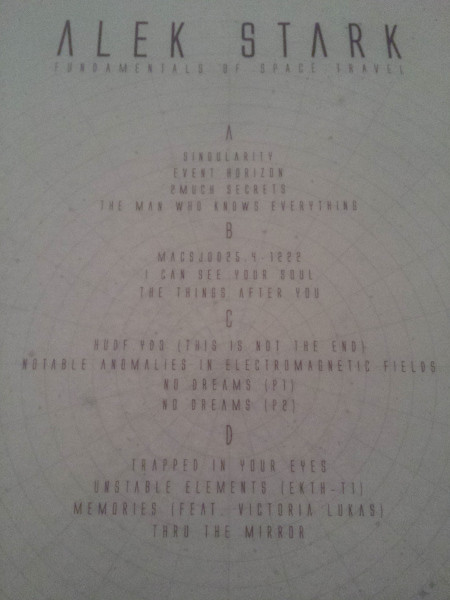 ALEK STARK
FUNDAMENTALS OF SPACE TRAVEL
A
SINGULARITY
EVENT HORIZON
2MUCH SECRETS
THE MAN WHO KNOWS EVERYTHING
B
MACSJ0025.4-1222
I CAN SEE YOUR SOUL
THE THINGS AFTER YOU
C
HUDF YD3 (THIS IS NOT THE END)
NOTABLE ANOMALIES IN ELECTROMAGNETIC FIELDS
NO DREAMS (P1)
NO DREAMS (P2)
D
TRAPPED IN YOUR EYES
UNSTABLE ELEMENTS (EKTH-T1)
MEMORIES (FEAT. VICTORIA LUKAS)
THRU THE MIRROR